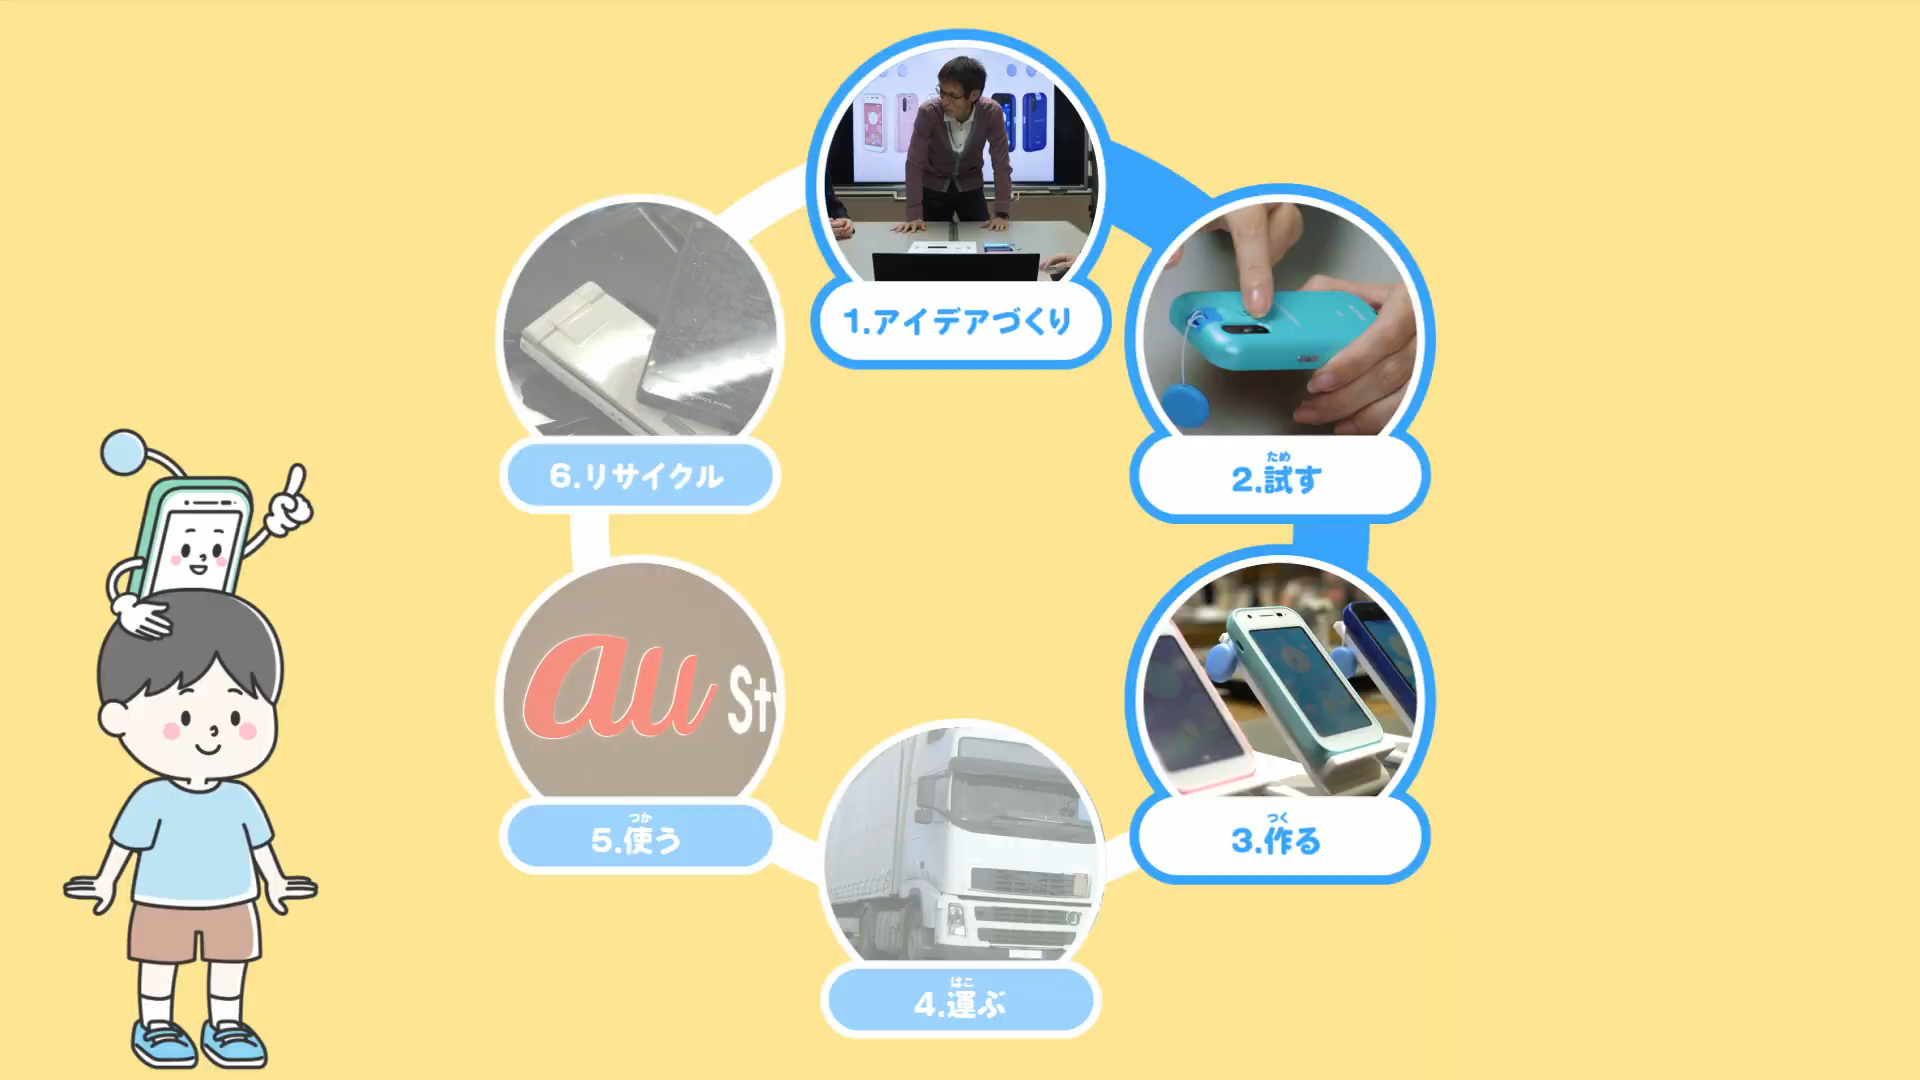 1.アイデアづくり
ため
2.試す
つく
3.作る
はこ
4.運ぶ
au
つか
5.使う
6.リサイクル